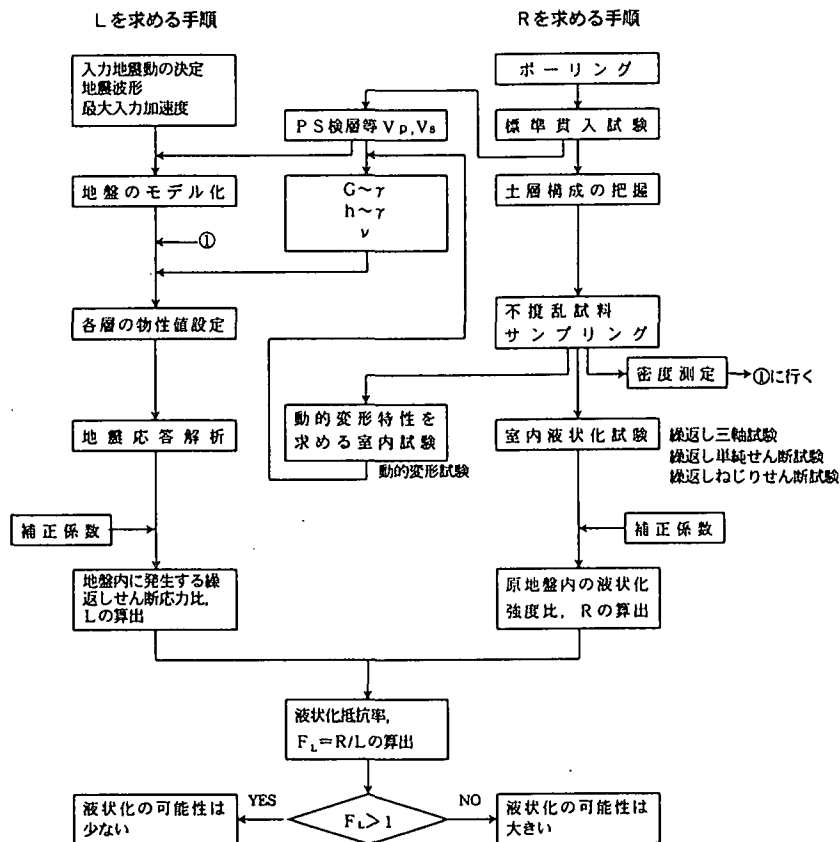 Lを求める手順
Rを求める手順
入力地震動の決定
地震波形
最大入力加速度
ボーリング
PS検層等Vp,Vs
標準貫入試験
地盤のモデル化
G~γ
h~γ
ν
土層構成の把握
①
各層の物性値設定
不撹乱試料
サンプリング
密度測定
①に行く
地盤応答解析
動的変形特性を
求める室内試験
動的変形試験
室内液状化試験
繰返し三軸試験
繰返し単純せん断試験
繰返しねじりせん断試験
補正係数
補正係数
地盤内に発生する繰
返しせん断応力比,
Lの算出
原地盤内の液状化
強度比, Rの算出
液状化抵抗率,
FL=R/Lの算出
液状化の可能性は
少ない
YES
FL>1
NO
液状化の可能性は
大きい